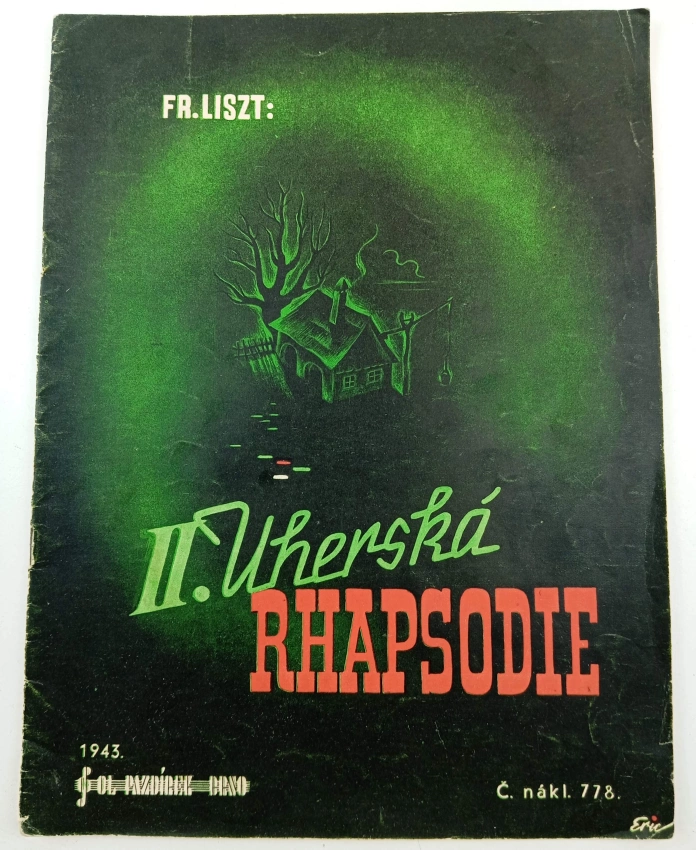 FR. LISZT:
II. Uherská
RHAPSODIE
1943.
OL. PAZDÍREK BRNO
Č. nákl. 778.
Eric